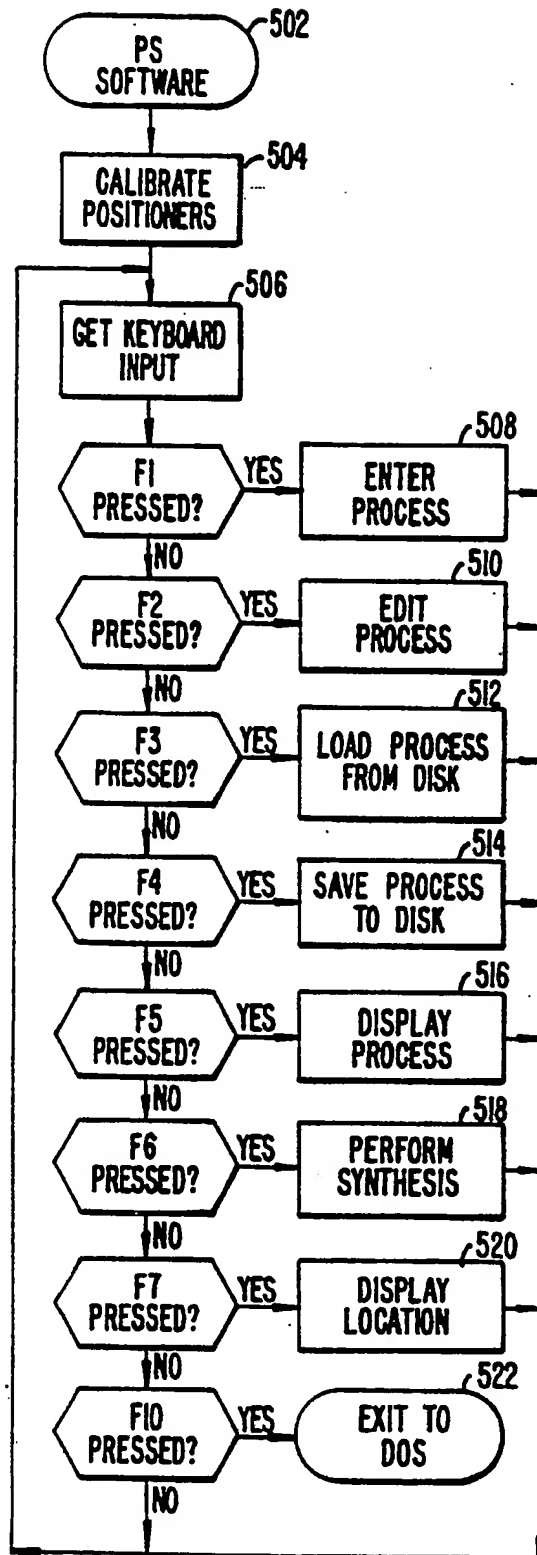 502
PS
SOFTWARE
504
CALIBRATE
POSITIONERS
506
GET KEYBOARD
INPUT
508
F1
PRESSED?
YES
ENTER
PROCESS
NO
510
F2
PRESSED?
YES
EDIT
PROCESS
NO
512
F3
PRESSED?
YES
LOAD PROCESS
FROM DISK
NO
514
F4
PRESSED?
YES
SAVE PROCESS
TO DISK
NO
516
F5
PRESSED?
YES
DISPLAY
PROCESS
NO
518
F6
PRESSED?
YES
PERFORM
SYNTHESIS
NO
520
F7
PRESSED?
YES
DISPLAY
LOCATION
NO
522
F10
PRESSED?
YES
EXIT TO
DOS
NO